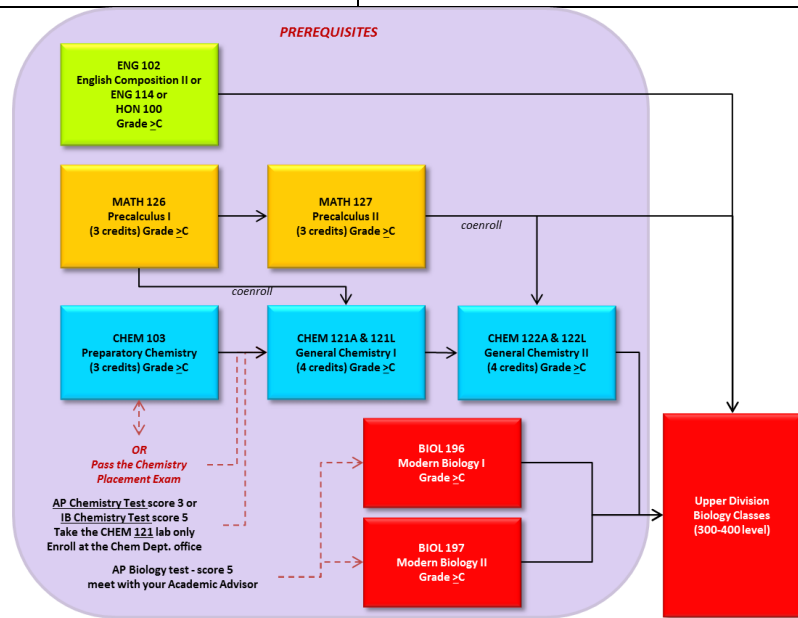 PREREQUISITES
ENG 102
English Composition II or
ENG 114 or
HON 100
Grade ≥C
MATH 126
Precalculus I
(3 credits) Grade ≥C
MATH 127
Precalculus II
(3 credits) Grade ≥C
coenroll
coenroll
CHEM 103
Preparatory Chemistry
(3 credits) Grade ≥C
CHEM 121A & 121L
General Chemistry I
(4 credits) Grade ≥C
CHEM 122A & 122L
General Chemistry II
(4 credits) Grade ≥C
OR
Pass the Chemistry
Placement Exam
AP Chemistry Test score 3 or
IB Chemistry Test score 5
Take the CHEM 121 lab only
Enroll at the Chem Dept. office
AP Biology test - score 5
meet with your Academic Advisor
BIOL 196
Modern Biology I
Grade ≥C
BIOL 197
Modern Biology II
Grade ≥C
Upper Division
Biology Classes
(300-400 level)